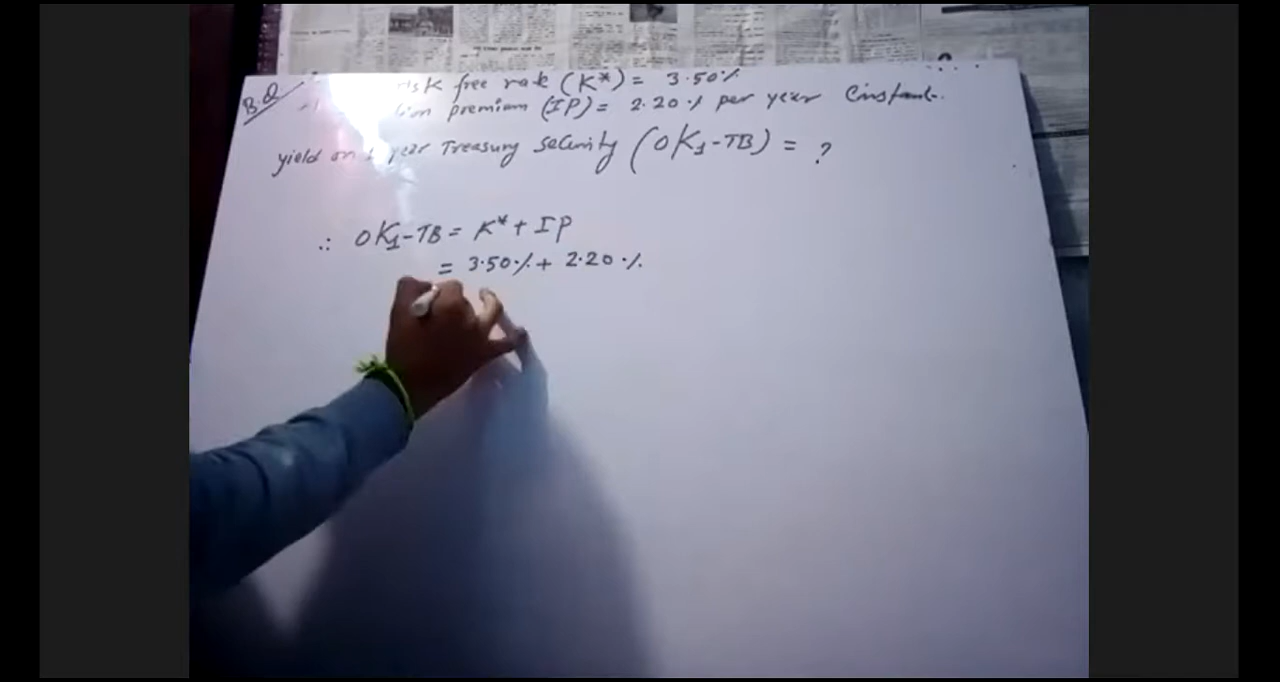 B.Q
risk free rate (K*) = 3.50%
premium (IP) = 2.20% per year Constant.
yield on 1 year Treasury security (OK1-TB) = ?
∴ OK1-TB = K* + IP
= 3.50% + 2.20%